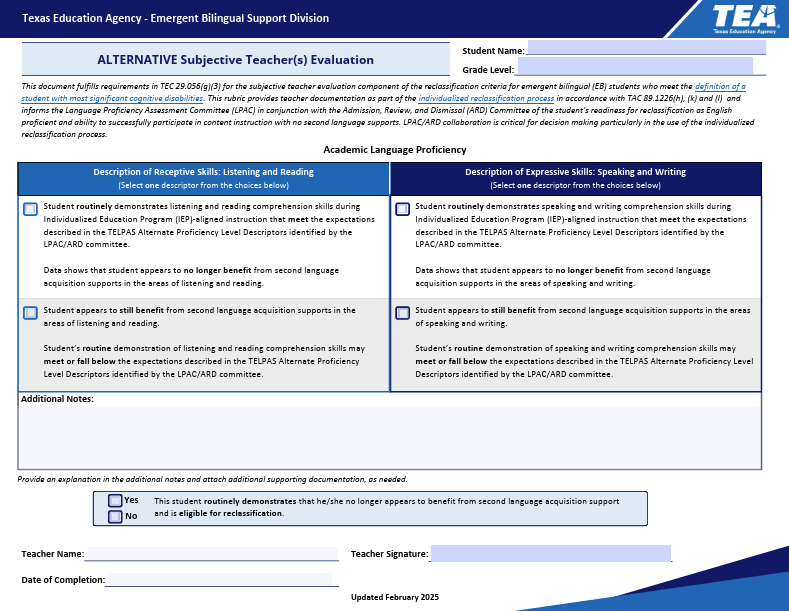 Texas Education Agency - Emergent Bilingual Support Division
TEA
Texas Education Agency
ALTERNATIVE Subjective Teacher(s) Evaluation
Student Name:
Grade Level:
This document fulfills requirements in TEC 29.056(g)(3) for the subjective teacher evaluation component of the reclassification criteria for emergent bilingual (EB) students who meet the definition of a
student with most significant cognitive disabilities. This rubric provides teacher documentation as part of the individualized reclassification process in accordance with TAC 89.1226(h), (k) and (l) and
informs the Language Proficiency Assessment Committee (LPAC) in conjunction with the Admission, Review, and Dismissal (ARD) Committee of the student's readiness for reclassification as English
proficient and ability to successfully participate in content instruction with no second language supports. LPAC/ARD collaboration is critical for decision making particularly in the use of the individualized
reclassification process.
Academic Language Proficiency
Description of Receptive Skills: Listening and Reading
(Select one descriptor from the choices below)
Student routinely demonstrates listening and reading comprehension skills during
Individualized Education Program (IEP)-aligned instruction that meet the expectations
described in the TELPAS Alternate Proficiency Level Descriptors identified by the
LPAC/ARD committee.
Data shows that student appears to no longer benefit from second language
acquisition supports in the areas of listening and reading.
Student appears to still benefit from second language acquisition supports in the
areas of listening and reading.
Student's routine demonstration of listening and reading comprehension skills may
meet or fall below the expectations described in the TELPAS Alternate Proficiency
Level Descriptors identified by the LPAC/ARD committee.
Description of Expressive Skills: Speaking and Writing
(Select one descriptor from the choices below)
Student routinely demonstrates speaking and writing comprehension skills during
Individualized Education Program (IEP)-aligned instruction that meet the expectations
described in the TELPAS Alternate Proficiency Level Descriptors identified by the
LPAC/ARD committee.
Data shows that student appears to no longer benefit from second language
acquisition supports in the areas of speaking and writing.
Student appears to still benefit from second language acquisition supports in the areas
of speaking and writing.
Student's routine demonstration of speaking and writing comprehension skills may
meet or fall below the expectations described in the TELPAS Alternate Proficiency Level
Descriptors identified by the LPAC/ARD committee.
Additional Notes:
Provide an explanation in the additional notes and attach additional supporting documentation, as needed.
Yes
No
This student routinely demonstrates that he/she no longer appears to benefit from second language acquisition support
and is eligible for reclassification.
Teacher Name:
Teacher Signature:
Date of Completion:
Updated February 2025